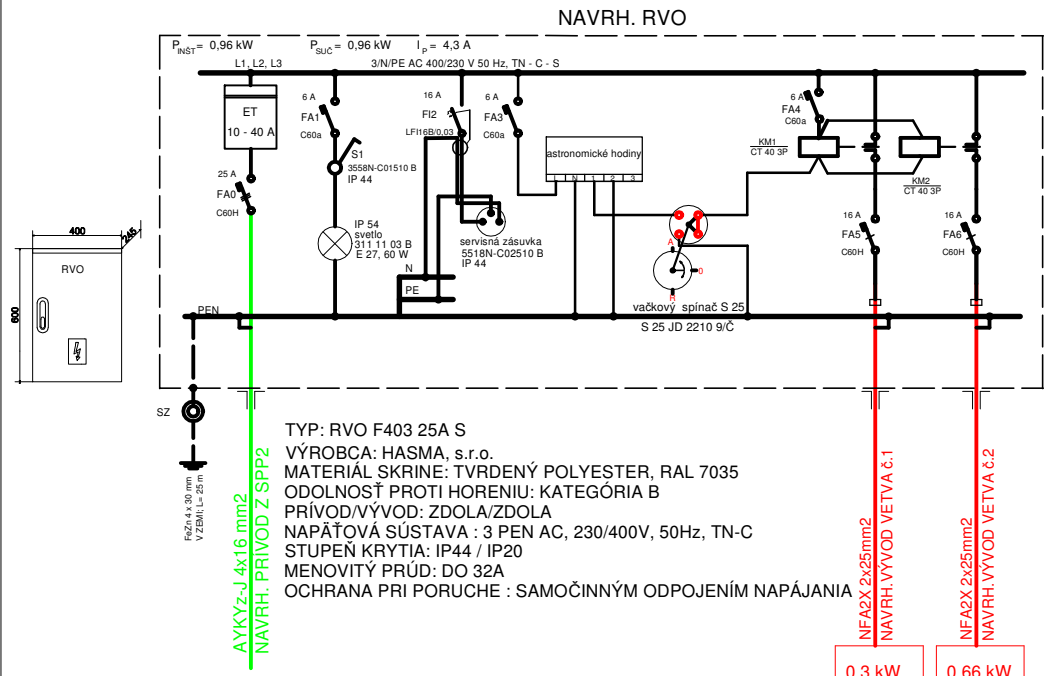 NAVRH. RVO
P_INŠT = 0,96 kW P_SUČ = 0,96 kW I_P = 4,3 A
L1, L2, L3 3/N/PE AC 400/230 V 50 Hz, TN - C - S
ET
10 - 40 A
25 A
FA0
C60H
6 A
FA1
C60a
S1
3558N-C01510 B
IP 44
IP 54
svetlo
311 11 03 B
E 27, 60 W
16 A
FI2
LFI16B/0,03
servisná zásuvka
5518N-C02510 B
IP 44
6 A
FA3
C60a
astronomické hodiny
L N 1 2 3
A
0
R
vačkový spínač S 25
S 25 JD 2210 9/Č
6 A
FA4
C60a
KM1
CT 40 3P
KM2
CT 40 3P
16 A
FA5
C60H
16 A
FA6
C60H
N
PE
PEN
400
245
600
RVO
SZ
FeZn 4 x 30 mm
V ZEMI; L= 25 m
AYKYz-J 4x16 mm2
NAVRH. PRÍVOD Z SPP2
TYP: RVO F403 25A S
VÝROBCA: HASMA, s.r.o.
MATERIÁL SKRINE: TVRDENÝ POLYESTER, RAL 7035
ODOLNOSŤ PROTI HORENIU: KATEGÓRIA B
PRÍVOD/VÝVOD: ZDOLA/ZDOLA
NAPÄŤOVÁ SÚSTAVA : 3 PEN AC, 230/400V, 50Hz, TN-C
STUPEŇ KRYTIA: IP44 / IP20
MENOVITÝ PRÚD: DO 32A
OCHRANA PRI PORUCHE : SAMOČINNÝM ODPOJENÍM NAPÁJANIA
NFA2X 2x25mm2
NAVRH. VÝVOD VETVA č.1
NFA2X 2x25mm2
NAVRH. VÝVOD VETVA č.2
0,3 kW
0,66 kW